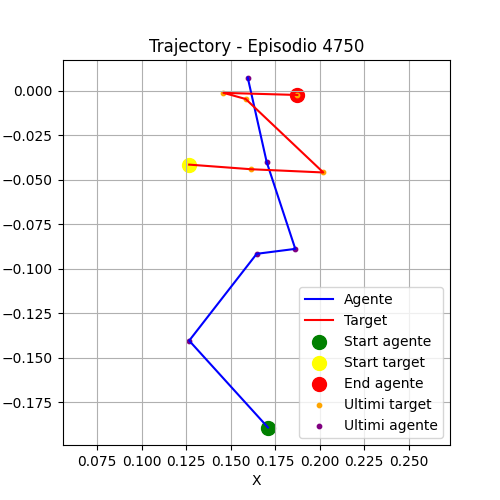 Trajectory - Episodio 4750
0.000
−0.025
−0.050
−0.075
−0.100
−0.125
−0.150
−0.175
Agente
Target
Start agente
Start target
End agente
Ultimi target
Ultimi agente
0.075 0.100 0.125 0.150 0.175 0.200 0.225 0.250
X